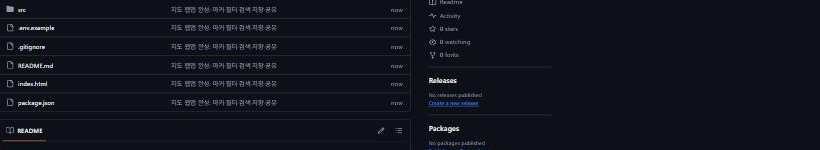 src 지도 웹앱 완성: 마커 필터 검색 저장 공유 now
.env.example 지도 웹앱 완성: 마커 필터 검색 저장 공유 now
.gitignore 지도 웹앱 완성: 마커 필터 검색 저장 공유 now
README.md 지도 웹앱 완성: 마커 필터 검색 저장 공유 now
index.html 지도 웹앱 완성: 마커 필터 검색 저장 공유 now
package.json 지도 웹앱 완성: 마커 필터 검색 저장 공유 now
README
Readme
Activity
0 stars
0 watching
0 forks
Releases
No releases published
Create a new release
Packages
No packages published